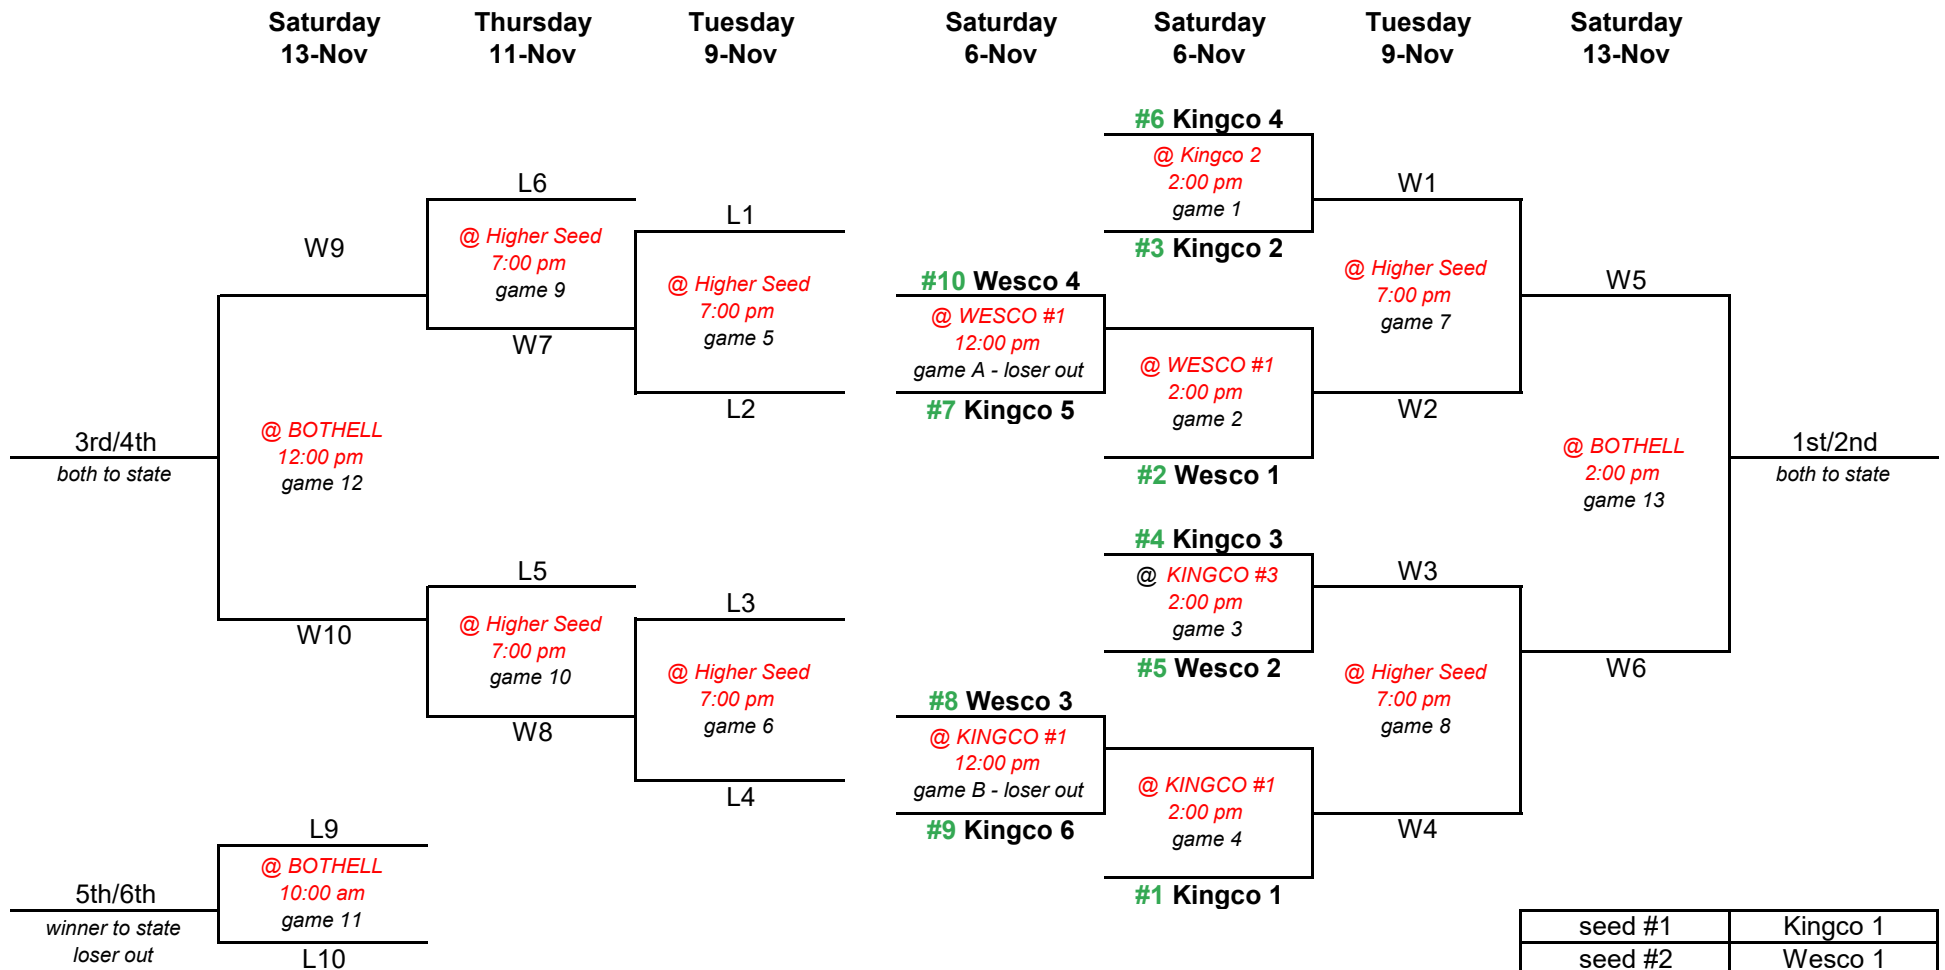 Saturday
13-Nov
Thursday
11-Nov
Tuesday
9-Nov
Saturday
6-Nov
Saturday
6-Nov
Tuesday
9-Nov
Saturday
13-Nov
W9
@ BOTHELL
12:00 pm
game 12
3rd/4th
both to state
W10
L9
@ BOTHELL
10:00 am
game 11
L10
5th/6th
winner to state
loser out
L6
@ Higher Seed
7:00 pm
game 9
W7
L5
@ Higher Seed
7:00 pm
game 10
W8
L1
@ Higher Seed
7:00 pm
game 5
L2
L3
@ Higher Seed
7:00 pm
game 6
L4
#10 Wesco 4
@ WESCO #1
12:00 pm
game A - loser out
#7 Kingco 5
#8 Wesco 3
@ KINGCO #1
12:00 pm
game B - loser out
#9 Kingco 6
#6 Kingco 4
@ Kingco 2
2:00 pm
game 1
#3 Kingco 2
@ WESCO #1
2:00 pm
game 2
#2 Wesco 1
#4 Kingco 3
@ KINGCO #3
2:00 pm
game 3
#5 Wesco 2
@ KINGCO #1
2:00 pm
game 4
#1 Kingco 1
W1
@ Higher Seed
7:00 pm
game 7
W2
W3
@ Higher Seed
7:00 pm
game 8
W4
W5
@ BOTHELL
2:00 pm
game 13
W6
1st/2nd
both to state
seed #1 Kingco 1
seed #2 Wesco 1